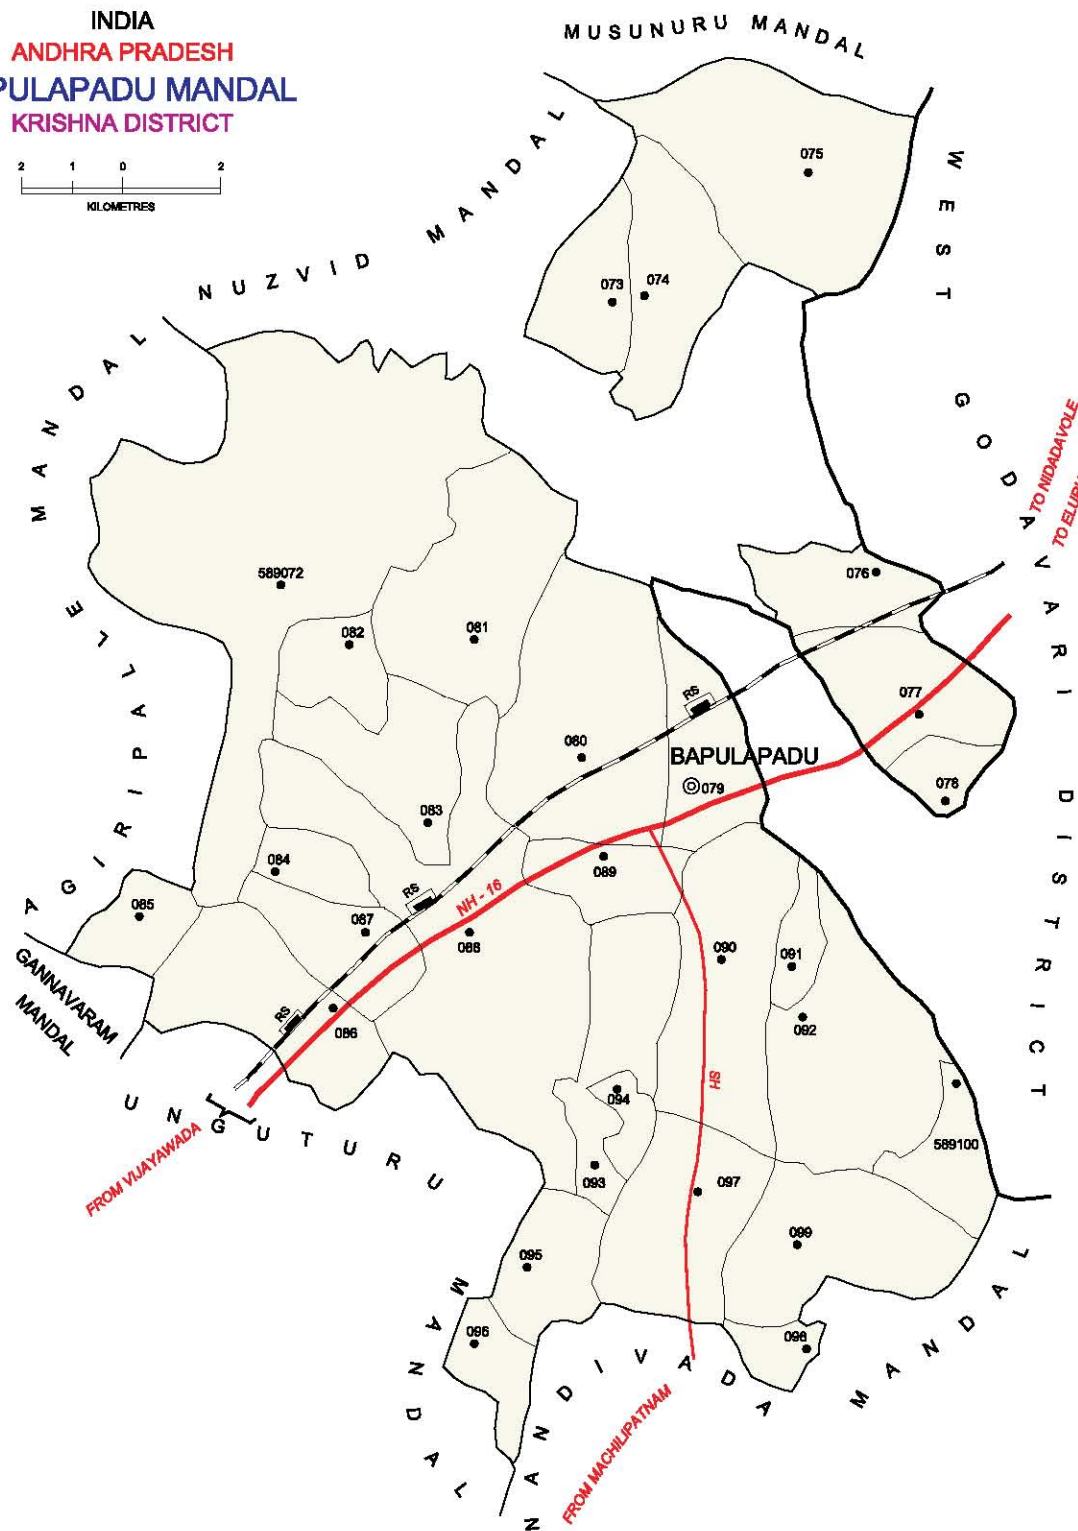 INDIA
ANDHRA PRADESH
PULAPADU MANDAL
KRISHNA DISTRICT
2 1 0 2
KILOMETRES
MUSUNURU MANDAL
NUZVID MANDAL
WEST GODAVARI DISTRICT
AGIRIPALLE MANDAL
075
073
074
TO NIDADAVOLE
TO ELURU
589072
076
082
081
077
RS
080
BAPULAPADU
079
078
083
089
084
RS
NH - 16
085
087
088
090
091
GANNAVARAM
MANDAL
RS
086
092
SH
094
589100
UNGUTURU MANDAL
FROM VIJAYAWADA
093
097
099
095
096
098
NANDIVADA MANDAL
FROM MACHILIPATNAM